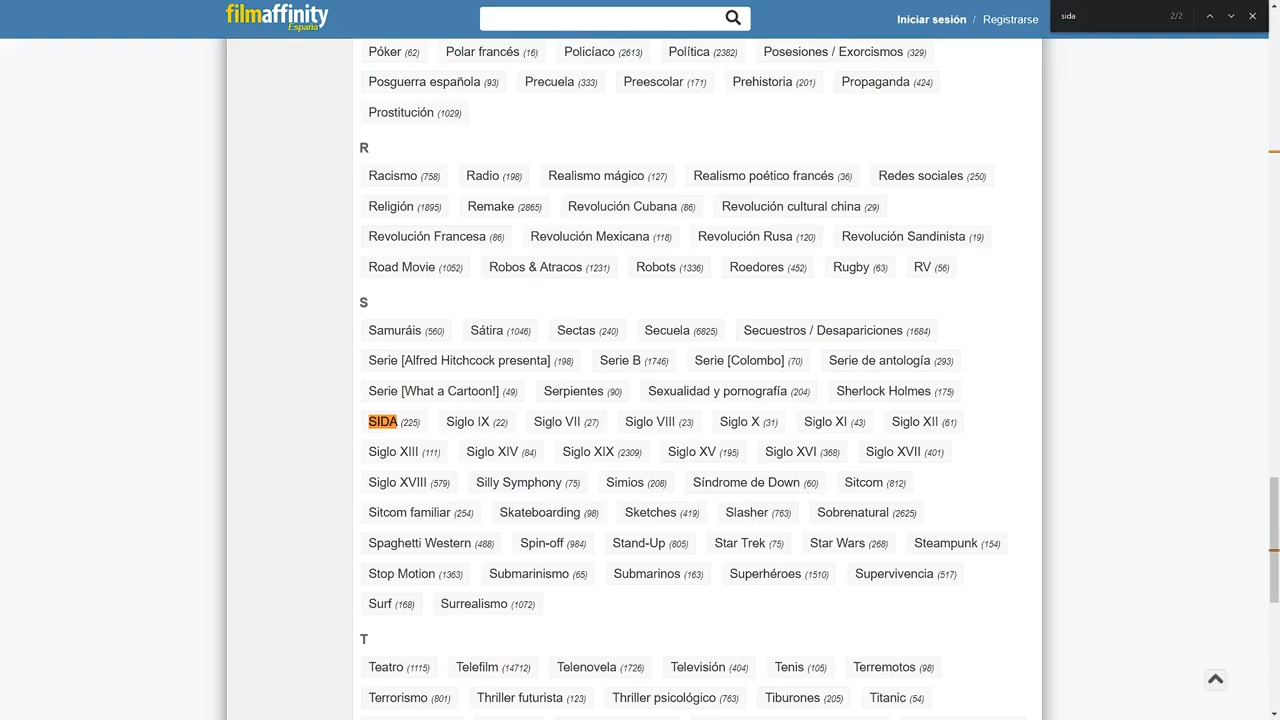 filmaffinity
España
Iniciar sesión / Registrarse
sida 2/2
Póker (62) Polar francés (16) Policíaco (2613) Política (2382) Posesiones / Exorcismos (329)
Posguerra española (93) Precuela (333) Preescolar (171) Prehistoria (201) Propaganda (424)
Prostitución (1029)
R
Racismo (758) Radio (198) Realismo mágico (127) Realismo poético francés (36) Redes sociales (250)
Religión (1895) Remake (2865) Revolución Cubana (86) Revolución cultural china (29)
Revolución Francesa (86) Revolución Mexicana (118) Revolución Rusa (120) Revolución Sandinista (19)
Road Movie (1052) Robos & Atracos (1231) Robots (1336) Roedores (452) Rugby (63) RV (56)
S
Samuráis (560) Sátira (1046) Sectas (240) Secuela (6825) Secuestros / Desapariciones (1684)
Serie [Alfred Hitchcock presenta] (198) Serie B (1746) Serie [Colombo] (70) Serie de antología (293)
Serie [What a Cartoon!] (49) Serpientes (90) Sexualidad y pornografía (204) Sherlock Holmes (175)
SIDA (225) Siglo IX (22) Siglo VII (27) Siglo VIII (23) Siglo X (31) Siglo XI (43) Siglo XII (61)
Siglo XIII (111) Siglo XIV (84) Siglo XIX (2309) Siglo XV (195) Siglo XVI (368) Siglo XVII (401)
Siglo XVIII (579) Silly Symphony (75) Simios (208) Síndrome de Down (60) Sitcom (812)
Sitcom familiar (254) Skateboarding (98) Sketches (419) Slasher (763) Sobrenatural (2625)
Spaghetti Western (488) Spin-off (984) Stand-Up (805) Star Trek (75) Star Wars (268) Steampunk (154)
Stop Motion (1363) Submarinismo (65) Submarinos (163) Superhéroes (1510) Supervivencia (517)
Surf (168) Surrealismo (1072)
T
Teatro (1115) Telefilm (14712) Telenovela (1726) Televisión (404) Tenis (105) Terremotos (98)
Terrorismo (801) Thriller futurista (123) Thriller psicológico (763) Tiburones (205) Titanic (54)